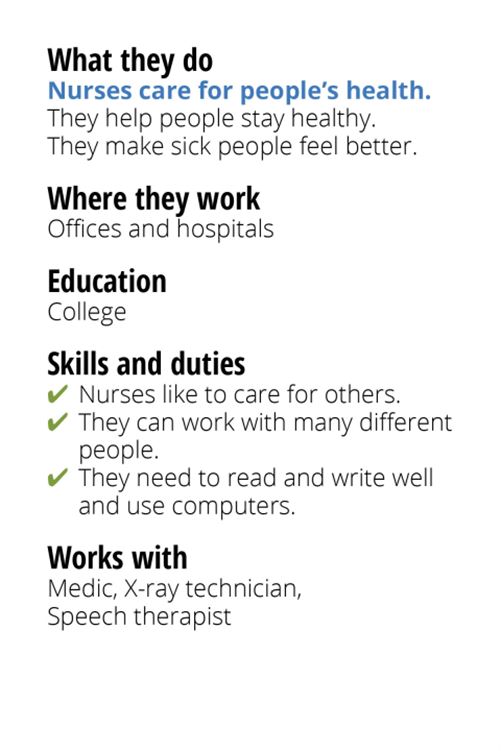 What they do
Nurses care for people’s health.
They help people stay healthy.
They make sick people feel better.
Where they work
Offices and hospitals
Education
College
Skills and duties
✔ Nurses like to care for others.
✔ They can work with many different
people.
✔ They need to read and write well
and use computers.
Works with
Medic, X-ray technician,
Speech therapist